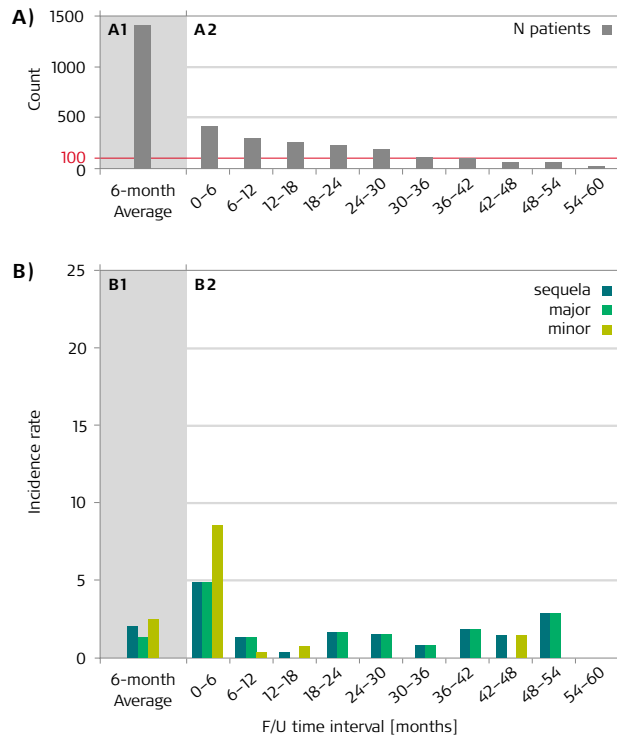 A)
1500
1000
500
100
0
Count
A1
A2
N patients
6-month
Average
0–6
6–12
12–18
18–24
24–30
30–36
36–42
42–48
48–54
54–60
B)
25
20
15
10
5
0
Incidence rate
B1
B2
sequela
major
minor
6-month
Average
0–6
6–12
12–18
18–24
24–30
30–36
36–42
42–48
48–54
54–60
F/U time interval [months]